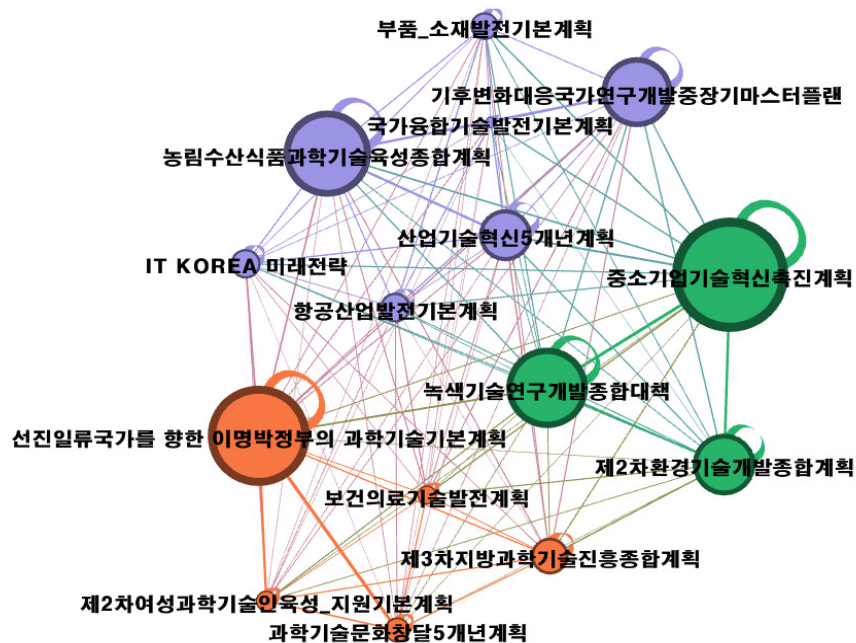 부품_소재발전기본계획
기후변화대응국가연구개발중장기마스터플랜
국가융합기술발전기본계획
농림수산식품과학기술육성종합계획
산업기술혁신5개년계획
IT KOREA 미래전략
중소기업기술혁신촉진계획
항공산업발전기본계획
녹색기술연구개발종합대책
선진일류국가를 향한 이명박정부의 과학기술기본계획
제2차환경기술개발종합계획
보건의료기술발전계획
제3차지방과학기술진흥종합계획
제2차여성과학기술인육성_지원기본계획
과학기술문화창달5개년계획